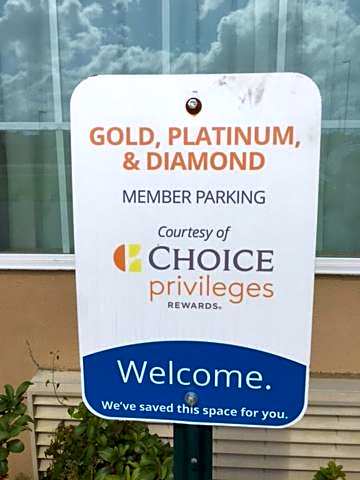 GOLD, PLATINUM,
& DIAMOND
MEMBER PARKING
Courtesy of
CHOICE
privileges
REWARDS®
Welcome.
We've saved this space for you.